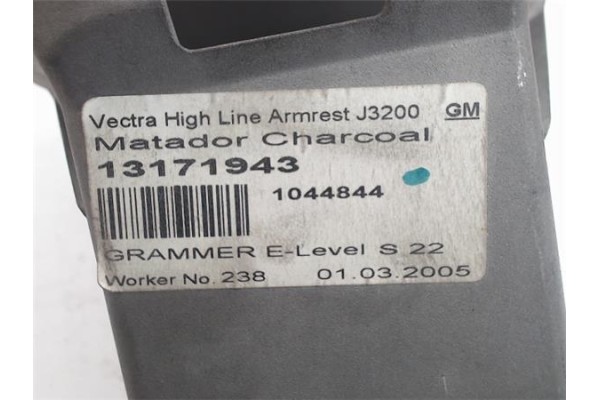 Vectra High Line Armrest J3200 GM
Matador Charcoal
13171943
1044844
GRAMMER E-Level S 22
Worker No. 238 01.03.2005